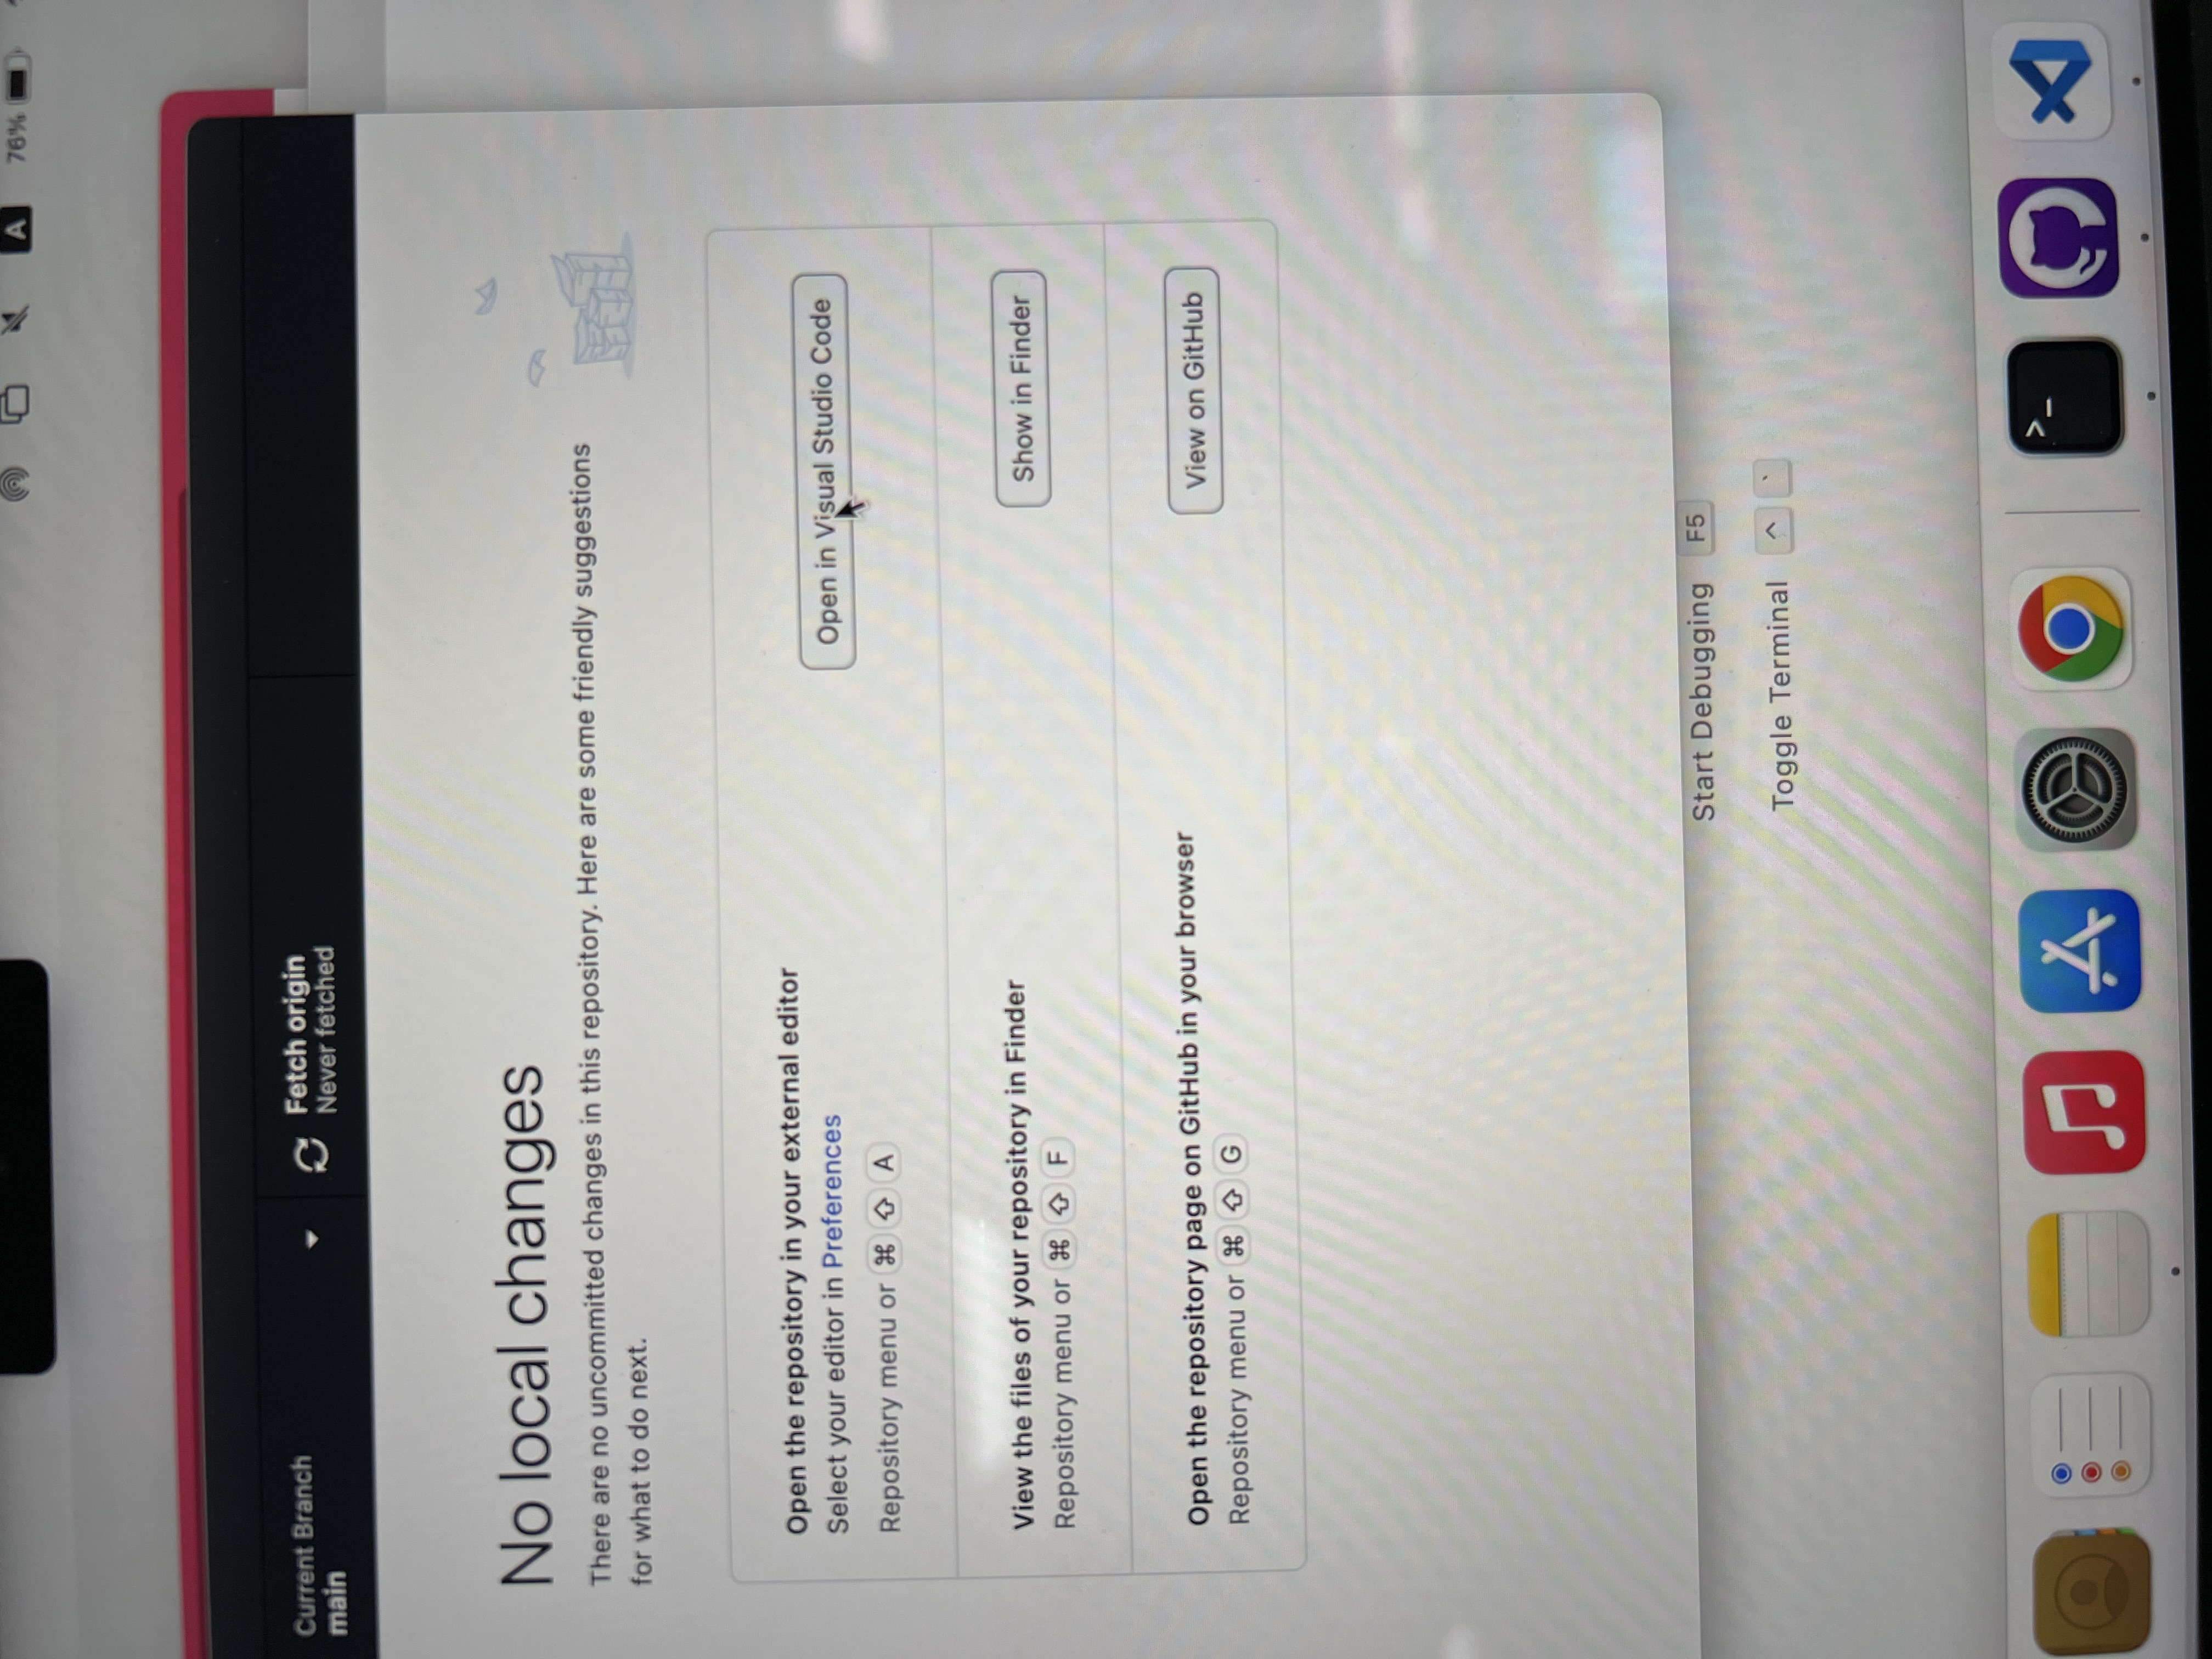 A 76%
Current Branch
main
Fetch origin
Never fetched
No local changes
There are no uncommitted changes in this repository. Here are some friendly suggestions
for what to do next.
Open the repository in your external editor
Select your editor in Preferences
Repository menu or ⌘ ⇧ A
Open in Visual Studio Code
View the files of your repository in Finder
Repository menu or ⌘ ⇧ F
Show in Finder
Open the repository page on GitHub in your browser
Repository menu or ⌘ ⇧ G
View on GitHub
Start Debugging F5
Toggle Terminal ^ `
>_